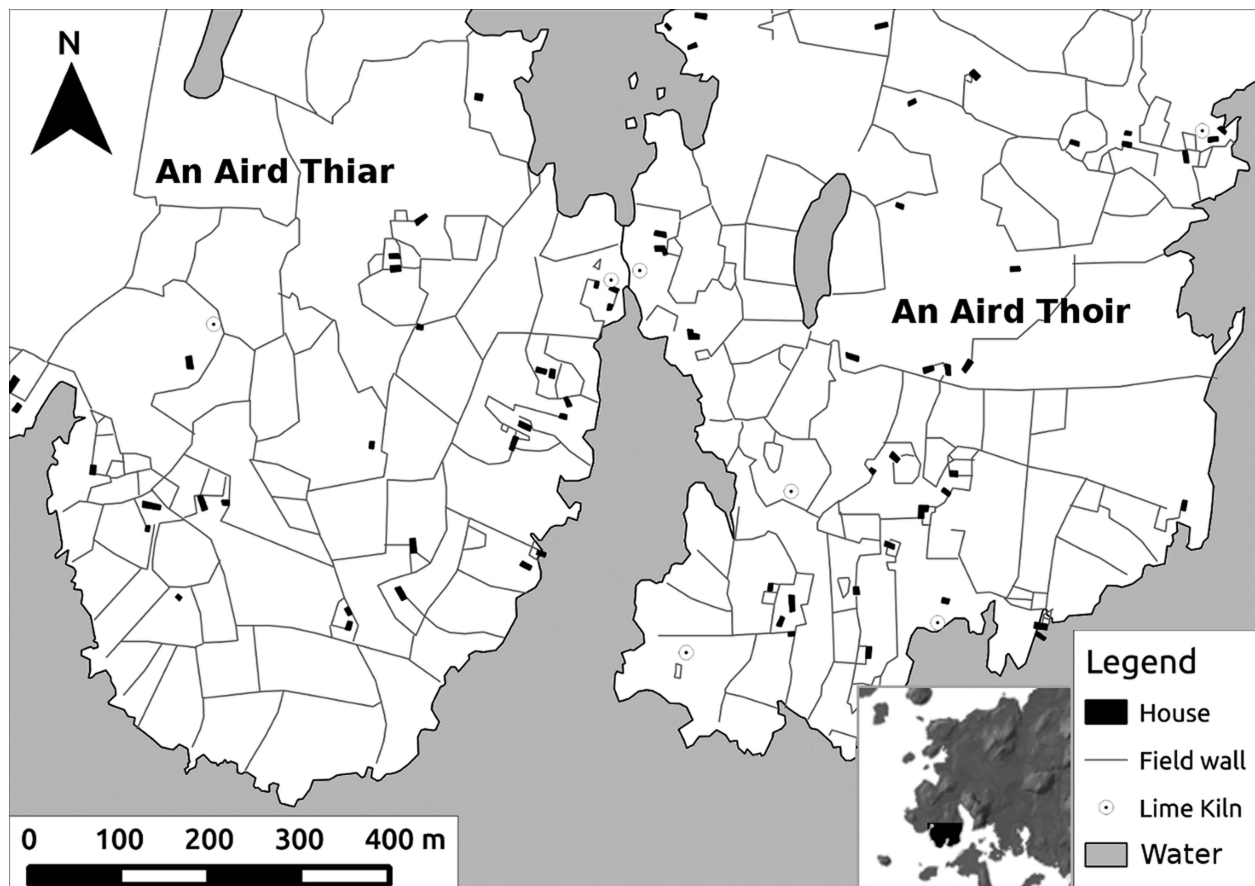 N
An Aird Thiar
An Aird Thoir
Legend
House
Field wall
Lime Kiln
Water
0 100 200 300 400 m